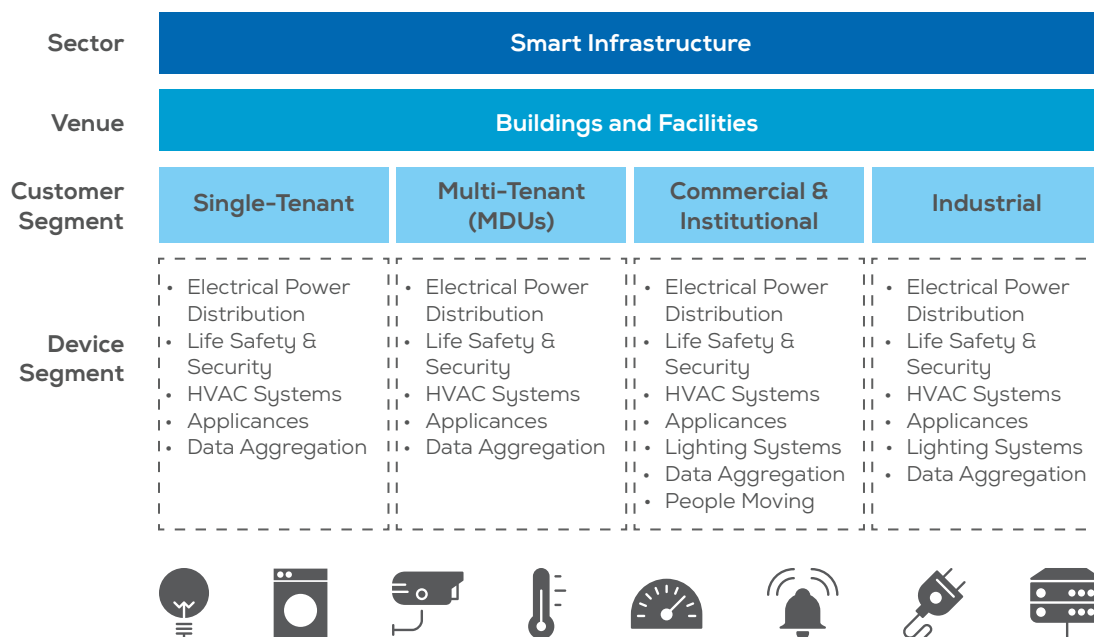 Sector
Smart Infrastructure
Venue
Buildings and Facilities
Customer
Segment
Single-Tenant
Multi-Tenant
(MDUs)
Commercial &
Institutional
Industrial
Device
Segment
• Electrical Power
Distribution
• Life Safety &
Security
• HVAC Systems
• Applicances
• Data Aggregation
• Electrical Power
Distribution
• Life Safety &
Security
• HVAC Systems
• Applicances
• Data Aggregation
• Electrical Power
Distribution
• Life Safety &
Security
• HVAC Systems
• Applicances
• Lighting Systems
• Data Aggregation
• People Moving
• Electrical Power
Distribution
• Life Safety &
Security
• HVAC Systems
• Applicances
• Lighting Systems
• Data Aggregation